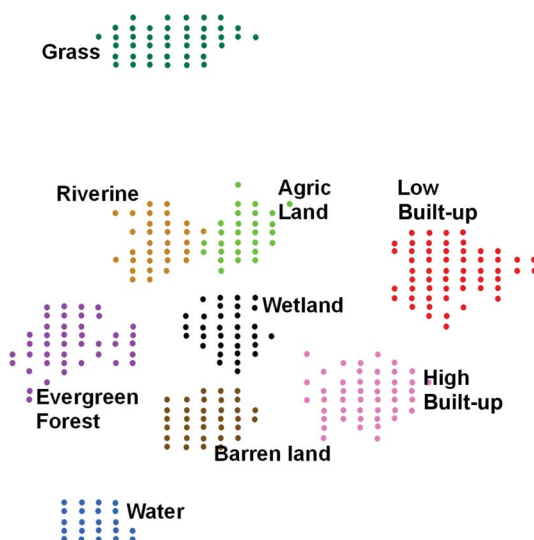 Grass
Riverine
Agric
Land
Low
Built-up
Wetland
Evergreen
Forest
High
Built-up
Barren land
Water